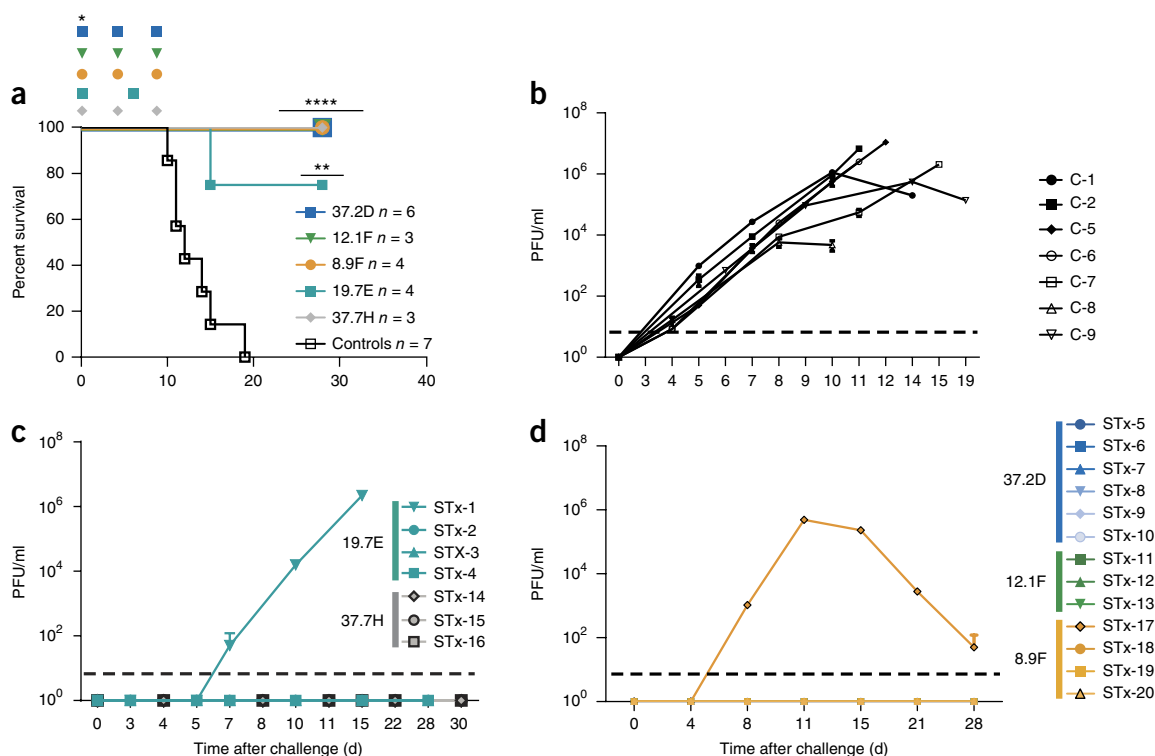 *
a
****
**
Percent survival
100
80
60
40
20
0
0 10 20 30 40
37.2D n = 6
12.1F n = 3
8.9F n = 4
19.7E n = 4
37.7H n = 3
Controls n = 7
b
PFU/ml
10^8
10^6
10^4
10^2
10^0
0 3 4 5 6 7 8 9 10 11 12 14 15 19
C-1
C-2
C-5
C-6
C-7
C-8
C-9
c
PFU/ml
10^8
10^6
10^4
10^2
10^0
0 3 4 5 7 8 10 11 15 22 28 30
Time after challenge (d)
19.7E
STx-1
STx-2
STX-3
STx-4
37.7H
STx-14
STx-15
STx-16
d
PFU/ml
10^8
10^6
10^4
10^2
10^0
0 4 8 11 15 21 28
Time after challenge (d)
37.2D
STx-5
STx-6
STx-7
STx-8
STx-9
STx-10
12.1F
STx-11
STx-12
STx-13
8.9F
STx-17
STx-18
STx-19
STx-20